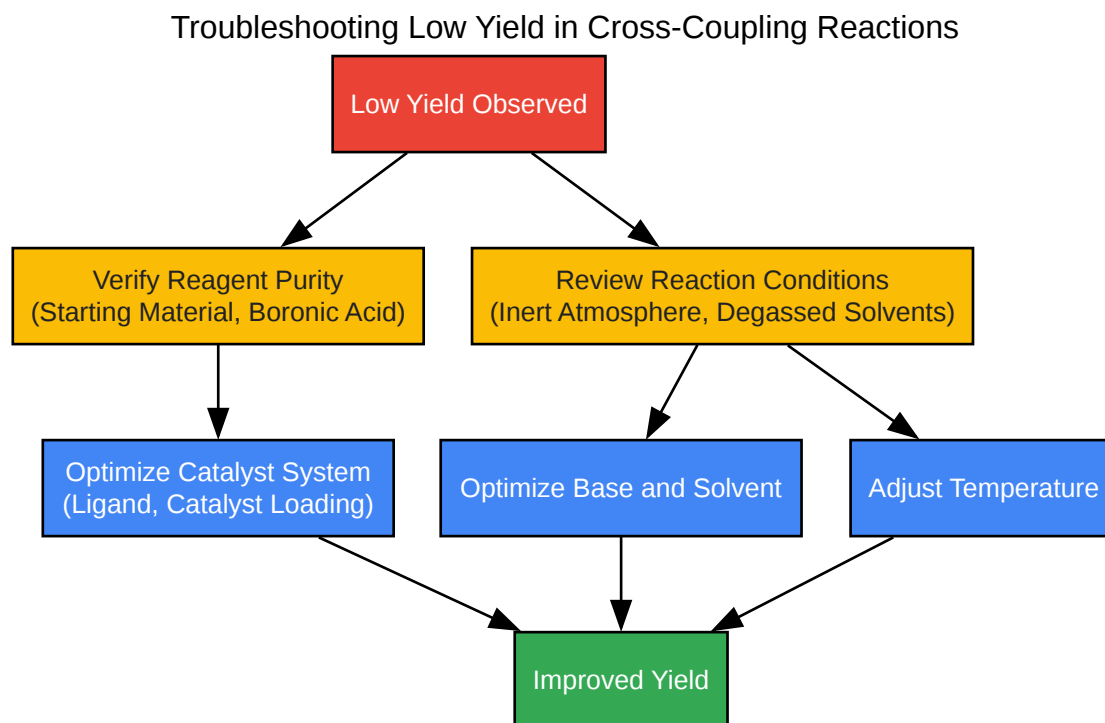 Troubleshooting Low Yield in Cross-Coupling Reactions
Low Yield Observed
Verify Reagent Purity
(Starting Material, Boronic Acid)
Review Reaction Conditions
(Inert Atmosphere, Degassed Solvents)
Optimize Catalyst System
(Ligand, Catalyst Loading)
Optimize Base and Solvent
Adjust Temperature
Improved Yield